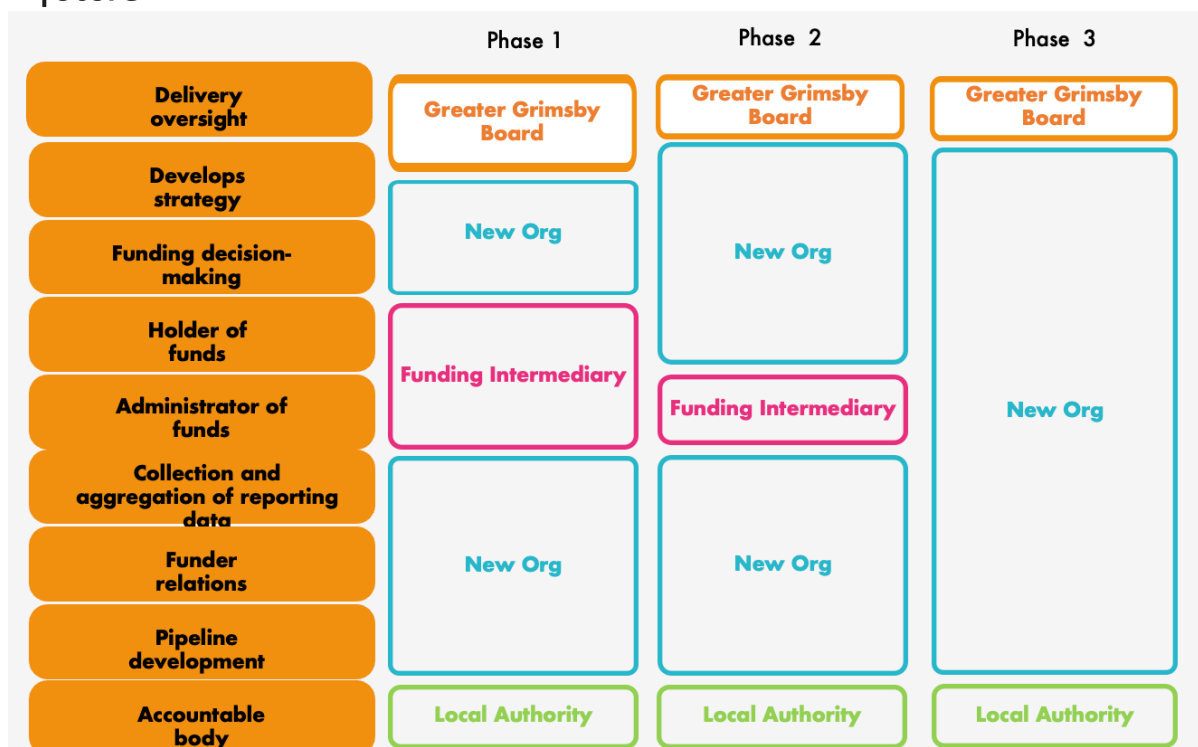 Phase 1
Phase 2
Phase 3
Delivery
oversight
Greater Grimsby
Board
Greater Grimsby
Board
Greater Grimsby
Board
Develops
strategy
New Org
New Org
Funding decision-
making
Holder of
funds
Funding Intermediary
Administrator of
funds
Funding Intermediary
New Org
Collection and
aggregation of reporting
data
Funder
relations
New Org
New Org
Pipeline
development
Accountable
body
Local Authority
Local Authority
Local Authority